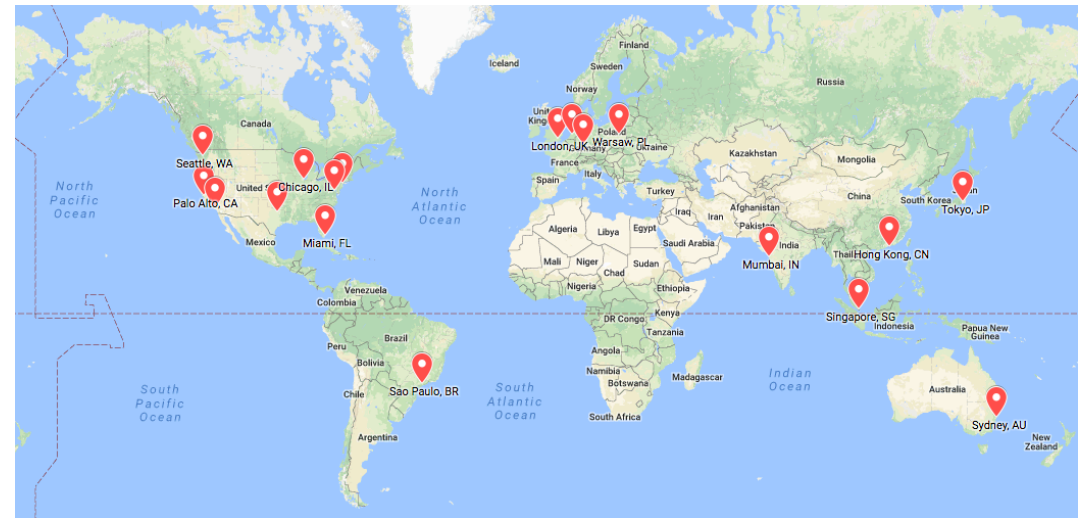 Iceland
Finland
Sweden
Norway
Russia
Canada
Unit
King
London, UK
Poland
Warsaw, PL
Ukraine
many
France
Italy
Spain
Turkey
Kazakhstan
Mongolia
China
South Korea
Tokyo, JP
Seattle, WA
Chicago, IL
United S
Palo Alto, CA
North
Pacific
Ocean
North
Atlantic
Ocean
Miami, FL
Mexico
Algeria
Libya
Egypt
Iraq
Iran
Afghanistan
Pakistan
Saudi Arabia
India
Mumbai, IN
Thail
Hong Kong, CN
Mali
Niger
Chad
Sudan
Nigeria
Ethiopia
Venezuela
Colombia
DR Congo
Kenya
Tanzania
Singapore, SG
Indonesia
Papua New
Guinea
Peru
Brazil
Bolivia
Sao Paulo, BR
Chile
Argentina
South
Pacific
Ocean
South
Atlantic
Ocean
Angola
Namibia
Botswana
Madagascar
South Africa
Indian
Ocean
Australia
Sydney, AU
New
Zealand